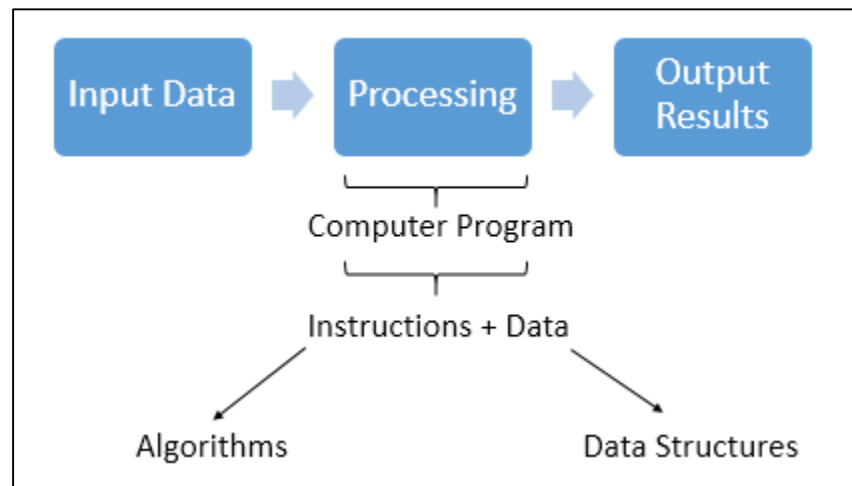 Input Data
Processing
Output
Results
Computer Program
Instructions + Data
Algorithms
Data Structures